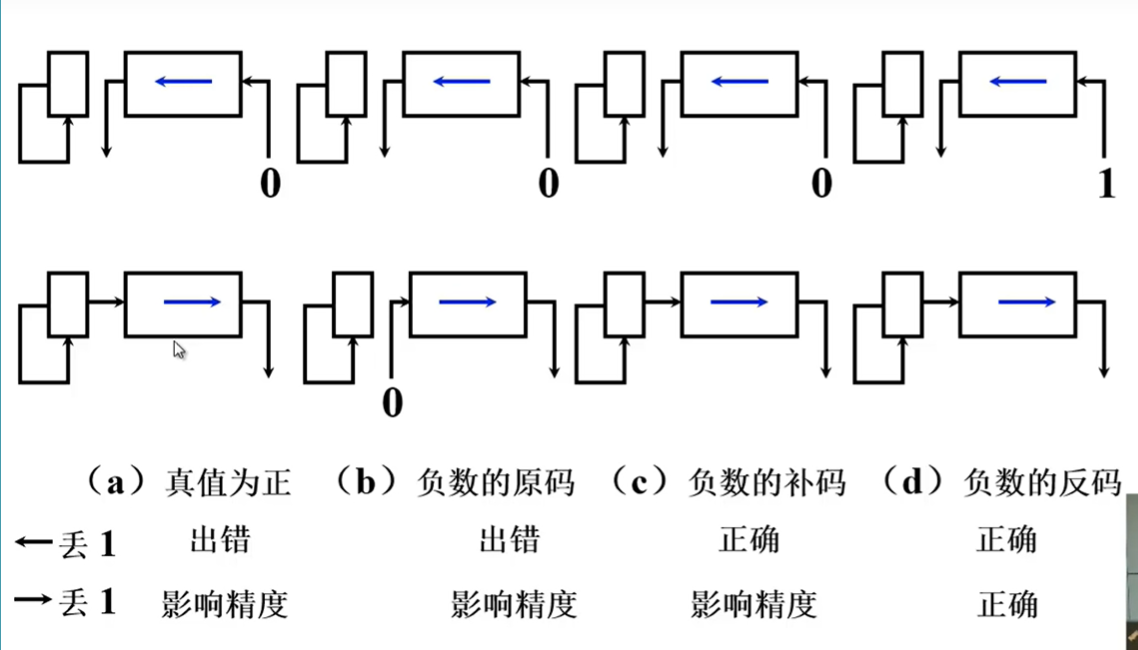 0 0 0 1
0
（a）真值为正 （b）负数的原码 （c）负数的补码 （d）负数的反码
←丢 1 出错 出错 正确 正确
→丢 1 影响精度 影响精度 影响精度 正确